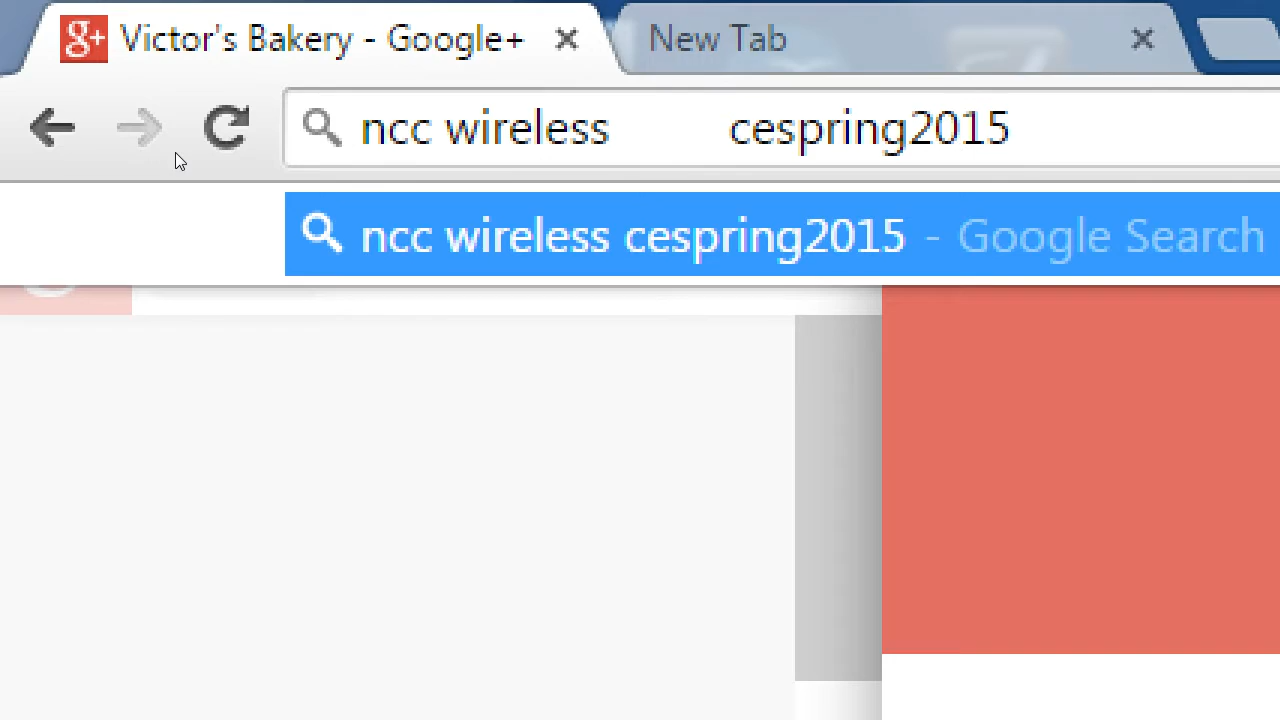 g+ Victor's Bakery - Google+ New Tab
ncc wireless cespring2015
ncc wireless cespring2015 - Google Search